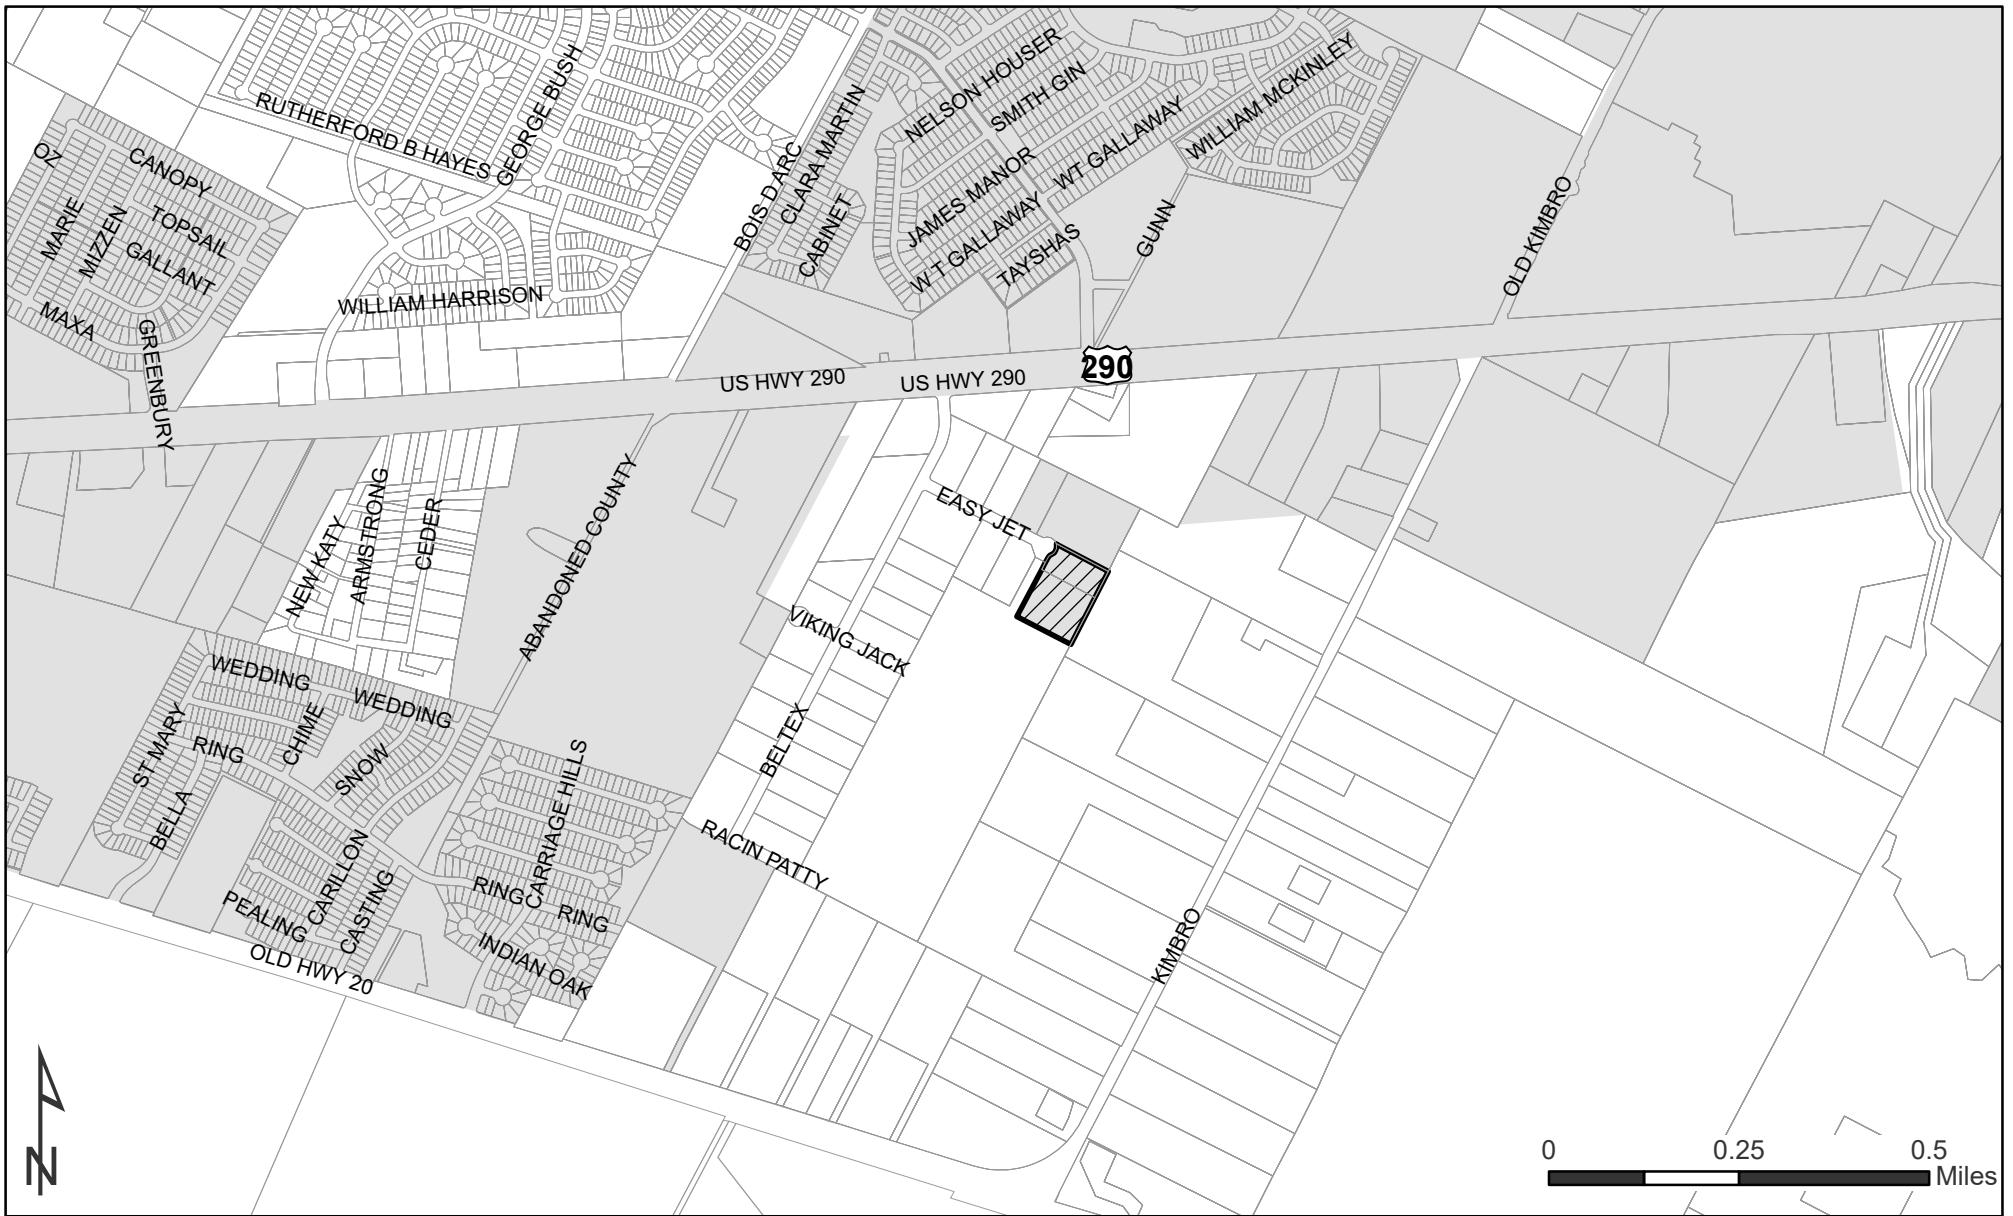 RUTHERFORD B HAYES
GEORGE BUSH
BOIS D ARC
CLARA MARTIN
CABINET
NELSON HOUSER
SMITH GIN
JAMES MANOR
WT GALLAWAY
W T GALLAWAY
TAYSHAS
WILLIAM MCKINLEY
GUNN
OLD KIMBRO
OZ
CANOPY
MARIE
MIZZEN
TOPSAIL
GALLANT
MAXA
GREENBURY
WILLIAM HARRISON
US HWY 290
US HWY 290
290
NEW KATY
ARMSTRONG
CEDER
ABANDONED COUNTY
EASY JET
VIKING JACK
BELTEX
RACIN PATTY
WEDDING
WEDDING
ST MARY
RING
CHIME
SNOW
BELLA
CARRIAGE HILLS
CARILLON
CASTING
PEALING
RING
RING
INDIAN OAK
OLD HWY 20
KIMBRO
N
0
0.25
0.5
Miles